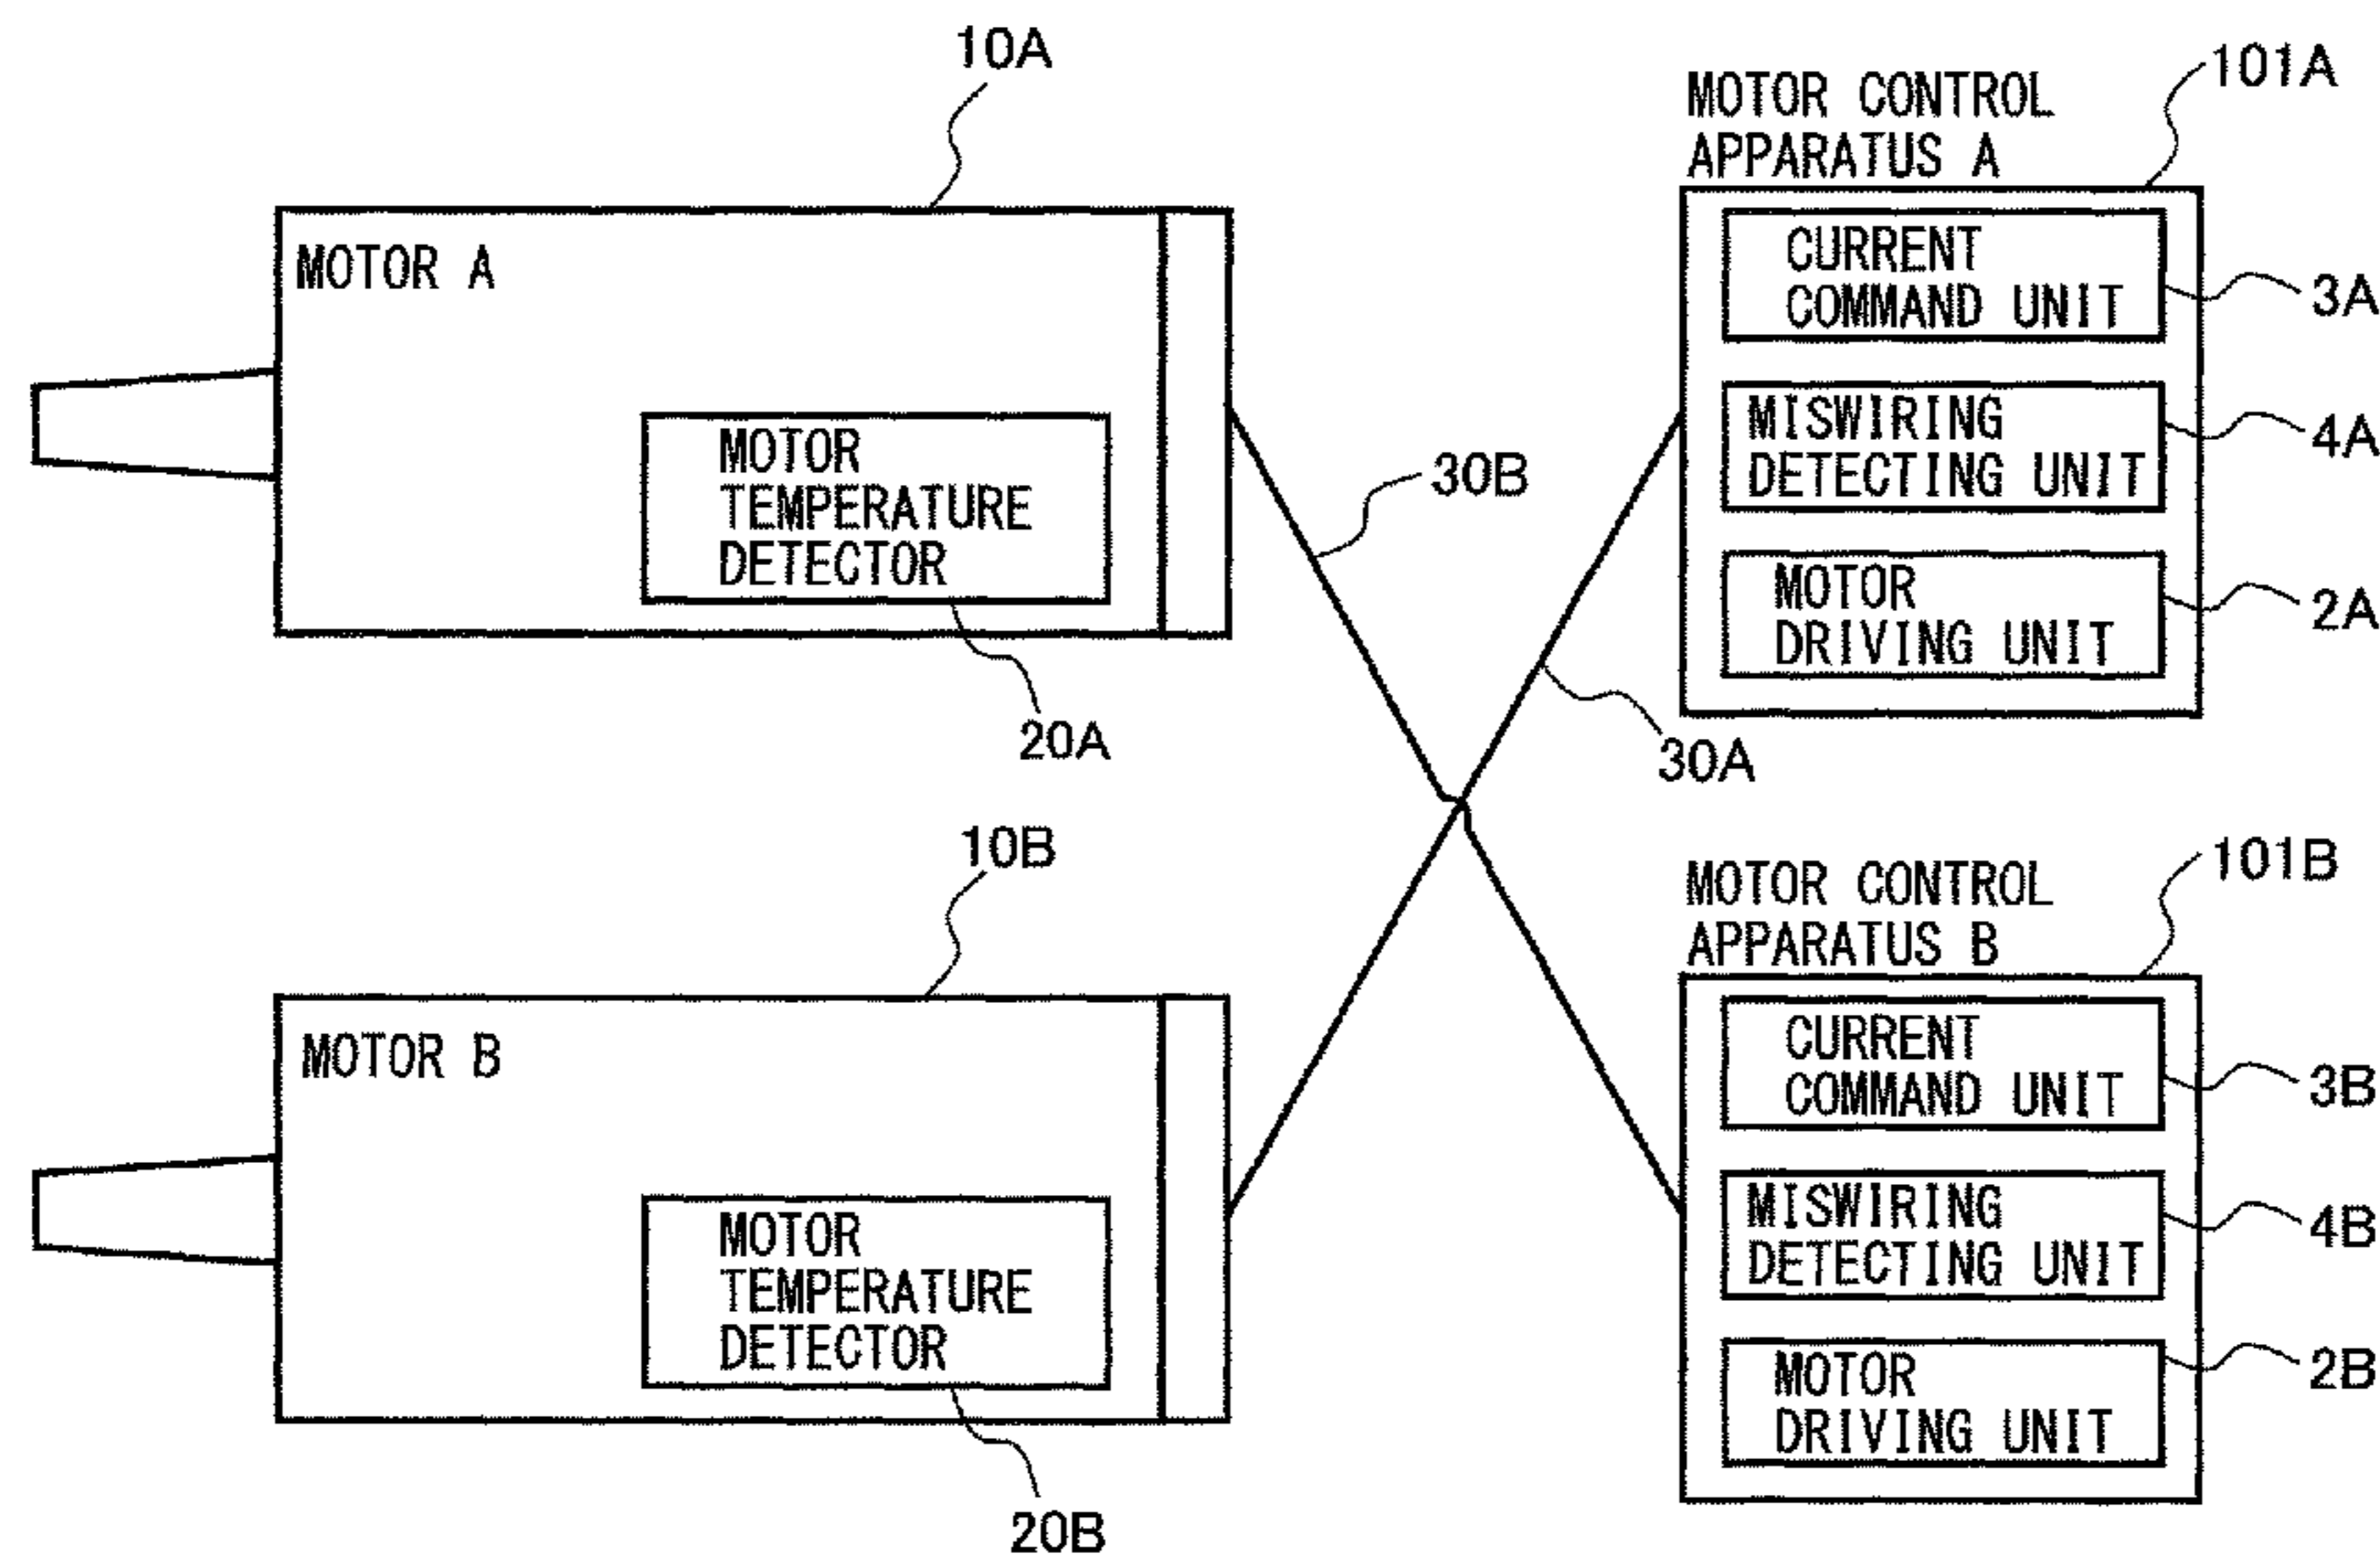 10A
MOTOR A
MOTOR
TEMPERATURE
DETECTOR
20A
30B
30A
101A
MOTOR CONTROL
APPARATUS A
CURRENT
COMMAND UNIT
3A
MISWIRING
DETECTING UNIT
4A
MOTOR
DRIVING UNIT
2A
10B
MOTOR B
MOTOR
TEMPERATURE
DETECTOR
20B
101B
MOTOR CONTROL
APPARATUS B
CURRENT
COMMAND UNIT
3B
MISWIRING
DETECTING UNIT
4B
MOTOR
DRIVING UNIT
2B